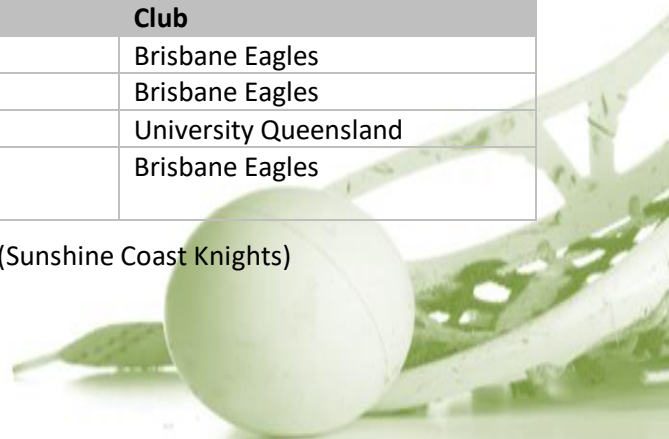 Club
Brisbane Eagles
Brisbane Eagles
University Queensland
Brisbane Eagles
(Sunshine Coast Knights)